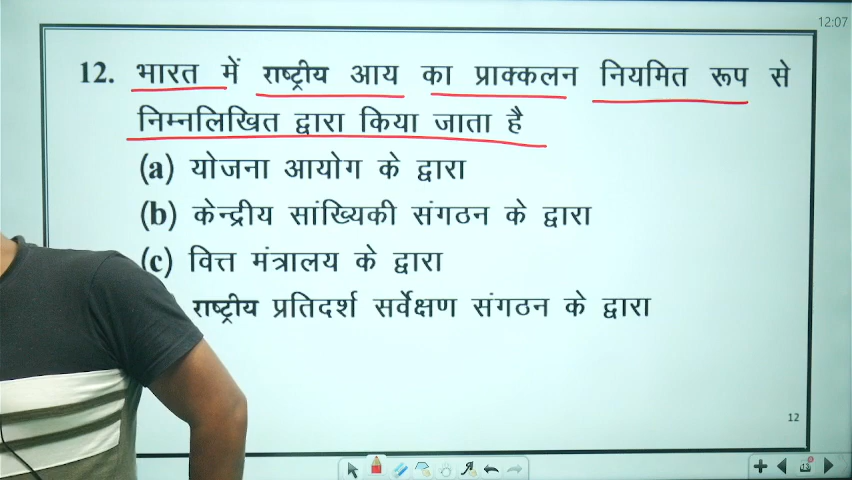 12:07
12. भारत में राष्ट्रीय आय का प्राक्कलन नियमित रूप से
निम्नलिखित द्वारा किया जाता है
(a) योजना आयोग के द्वारा
(b) केन्द्रीय सांख्यिकी संगठन के द्वारा
(c) वित्त मंत्रालय के द्वारा
राष्ट्रीय प्रतिदर्श सर्वेक्षण संगठन के द्वारा
12